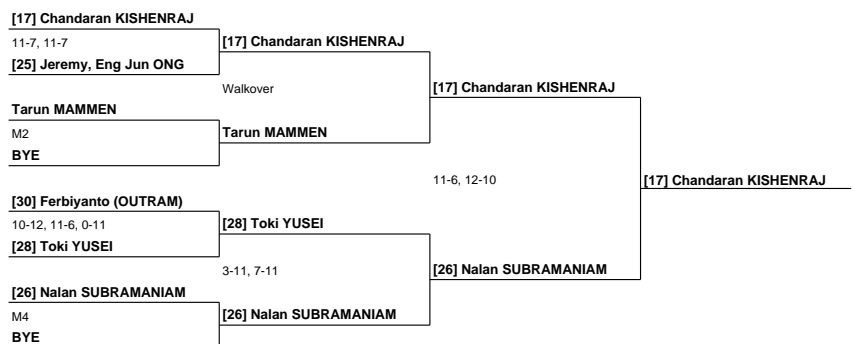 [17] Chandaran KISHENRAJ
11-7, 11-7
[17] Chandaran KISHENRAJ
[25] Jeremy, Eng Jun ONG
Walkover
[17] Chandaran KISHENRAJ
Tarun MAMMEN
M2
Tarun MAMMEN
BYE
11-6, 12-10
[17] Chandaran KISHENRAJ
[30] Ferbiyanto (OUTRAM)
10-12, 11-6, 0-11
[28] Toki YUSEI
[28] Toki YUSEI
3-11, 7-11
[26] Nalan SUBRAMANIAM
[26] Nalan SUBRAMANIAM
M4
[26] Nalan SUBRAMANIAM
BYE